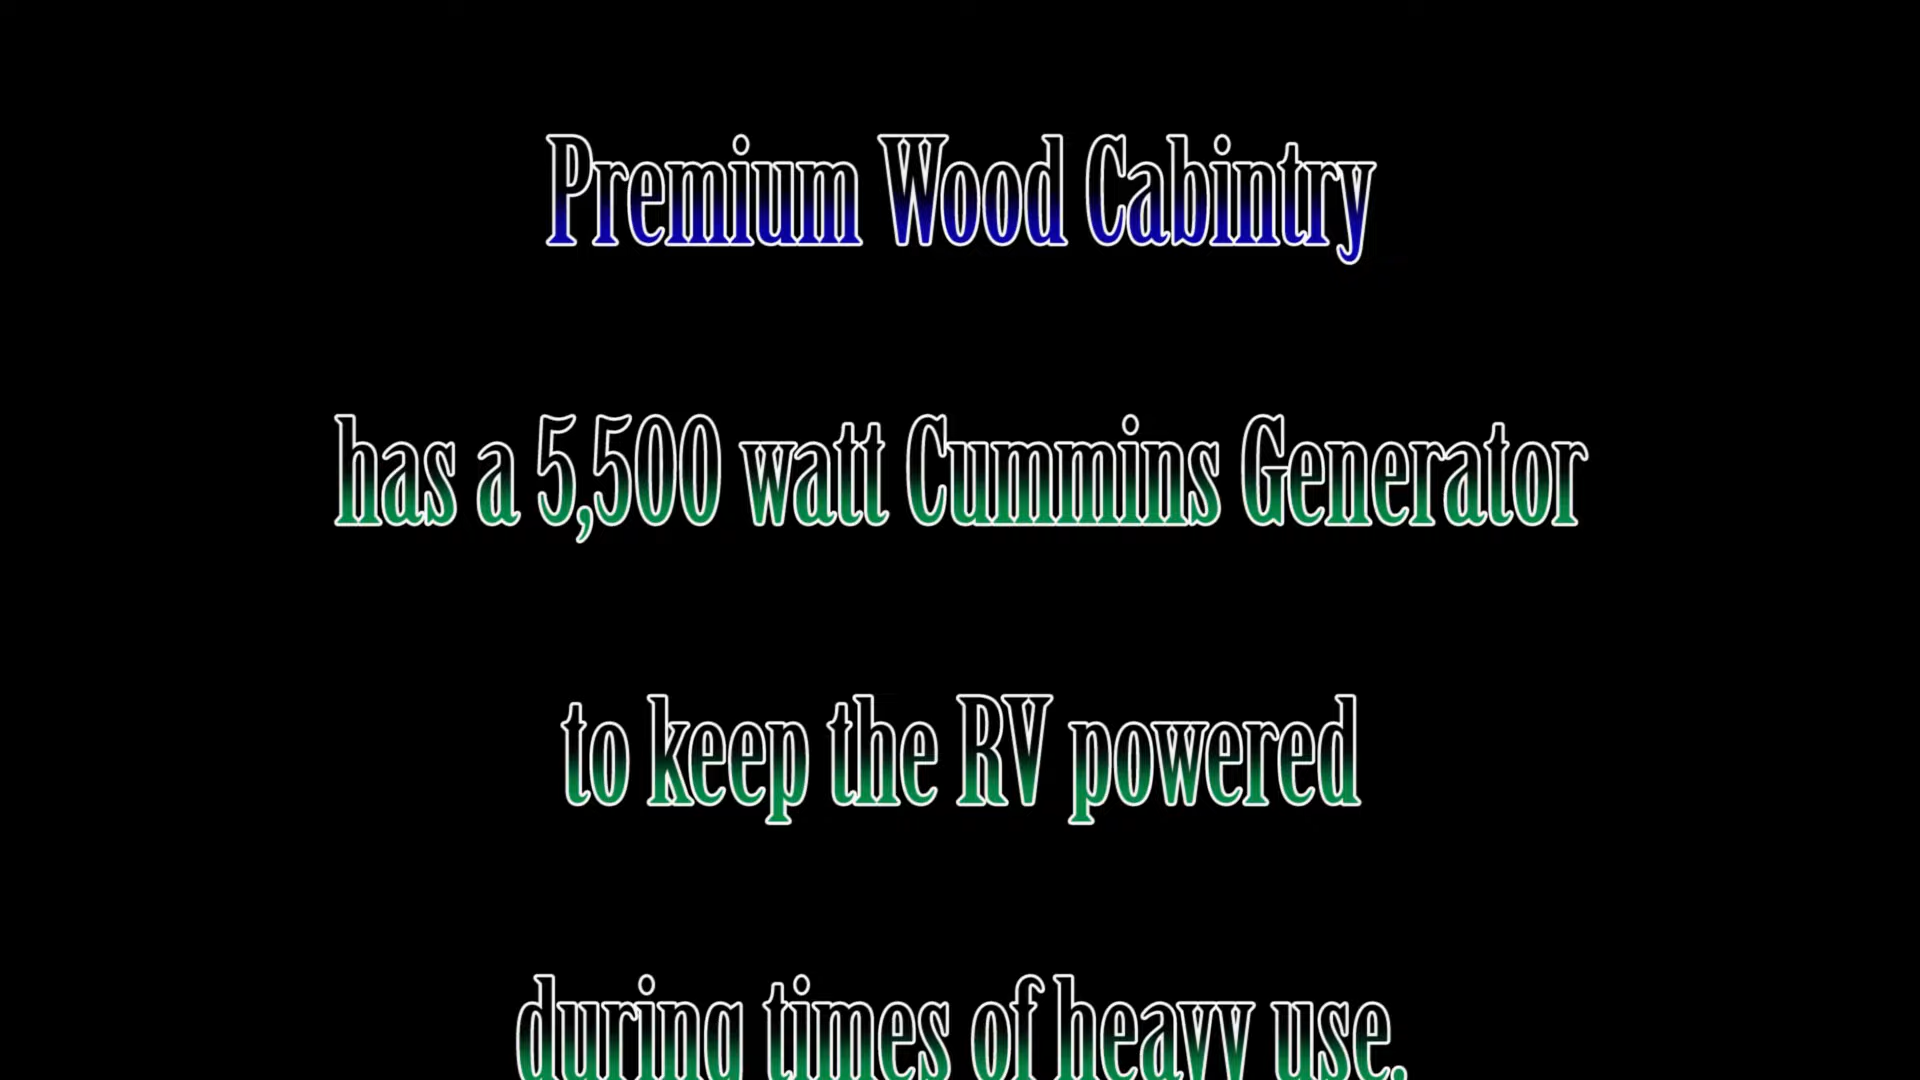 Premium Wood Cabintry
has a 5,500 watt Cummins Generator
to keep the RV powered
during times of heavy use.